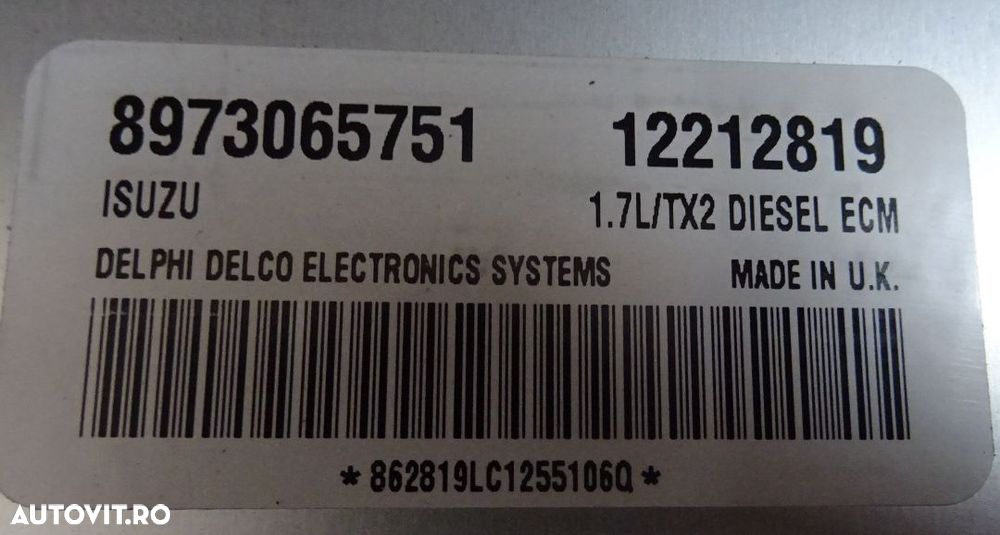 8973065751 12212819
ISUZU 1.7L/TX2 DIESEL ECM
DELPHI DELCO ELECTRONICS SYSTEMS MADE IN U.K.
*862819LC1255106Q*
AUTOVIT.RO